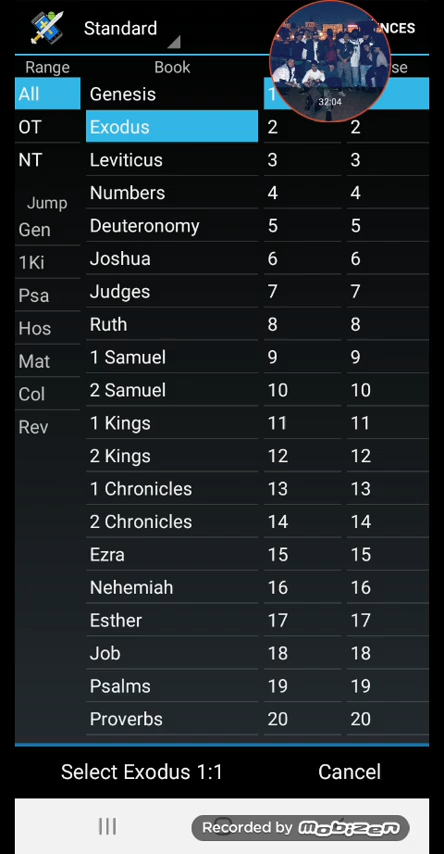 Standard
NCES
Range Book se
All Genesis 1
OT Exodus 2 2
NT Leviticus 3 3
Numbers 4 4
Jump
Gen Deuteronomy 5 5
1Ki Joshua 6 6
Psa Judges 7 7
Hos Ruth 8 8
Mat 1 Samuel 9 9
Col 2 Samuel 10 10
Rev 1 Kings 11 11
2 Kings 12 12
1 Chronicles 13 13
2 Chronicles 14 14
Ezra 15 15
Nehemiah 16 16
Esther 17 17
Job 18 18
Psalms 19 19
Proverbs 20 20
32:04
Select Exodus 1:1 Cancel
Recorded by mobizen